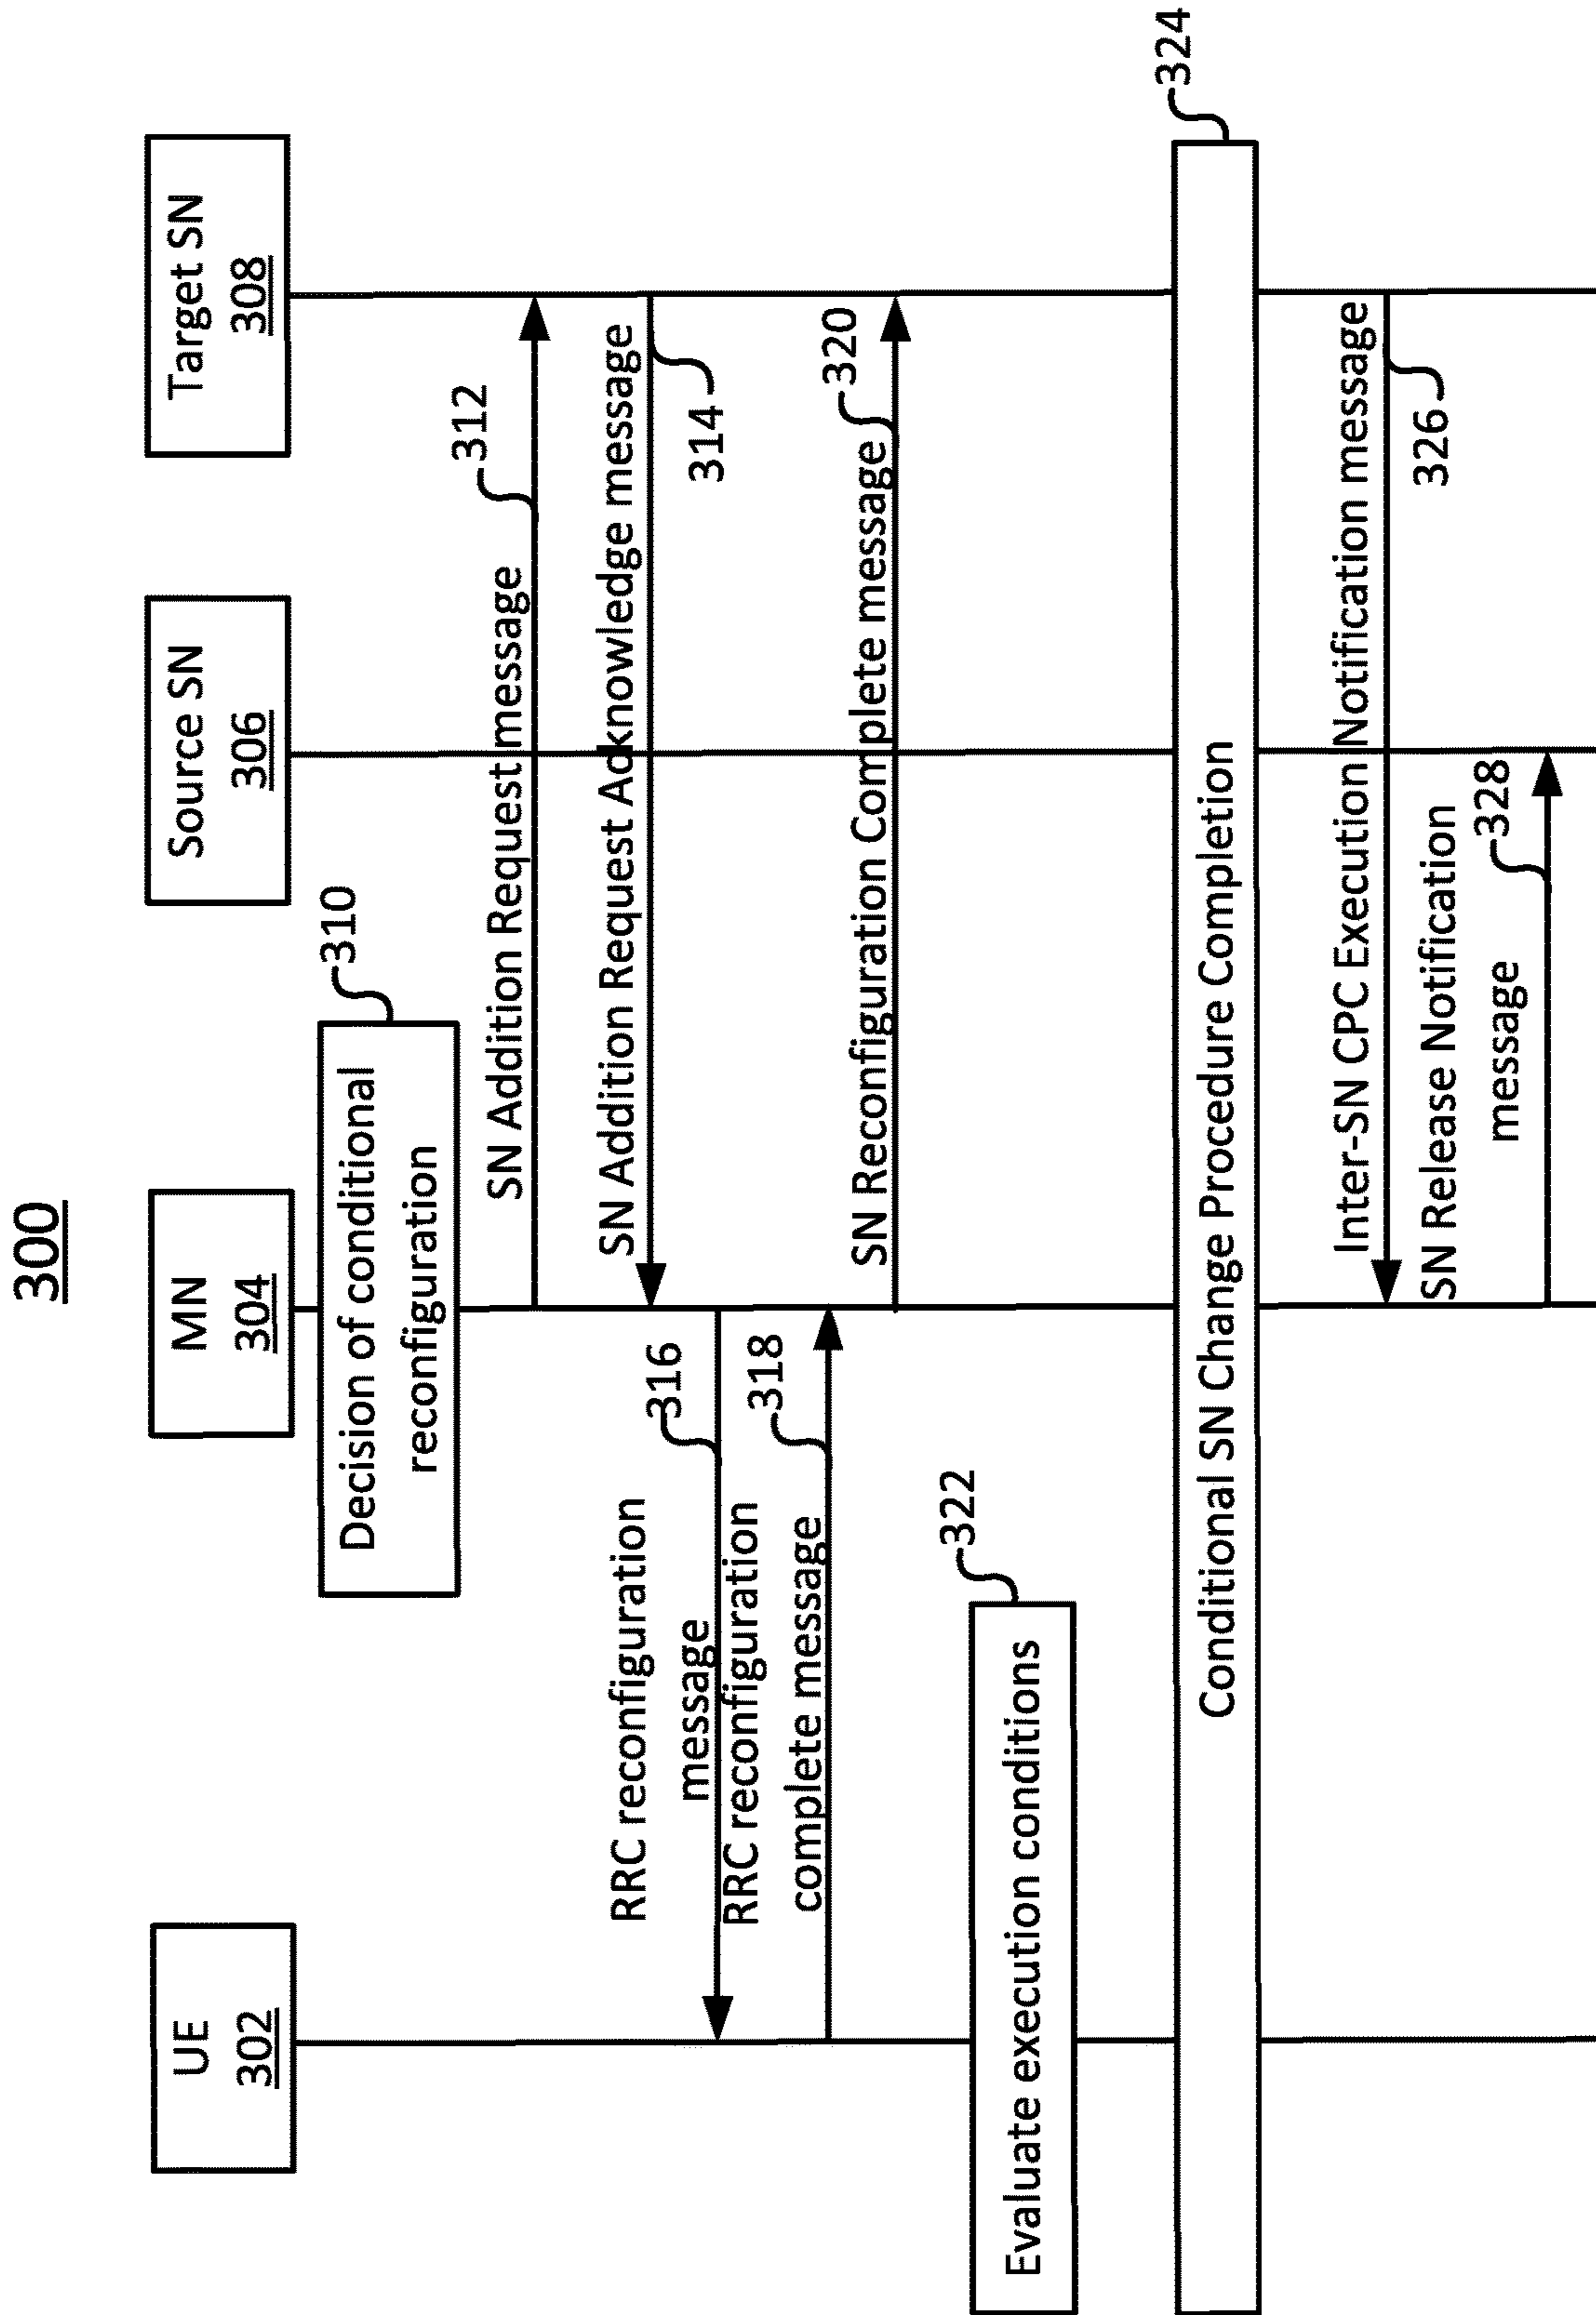 300
UE
302
MN
304
Source SN
306
Target SN
308
Decision of conditional
reconfiguration
310
SN Addition Request message
312
SN Addition Request Acknowledge message
314
RRC reconfiguration
message
316
RRC reconfiguration
complete message
318
SN Reconfiguration Complete message
320
Evaluate execution conditions
322
Conditional SN Change Procedure Completion
324
Inter-SN CPC Execution Notification message
326
SN Release Notification
message
328